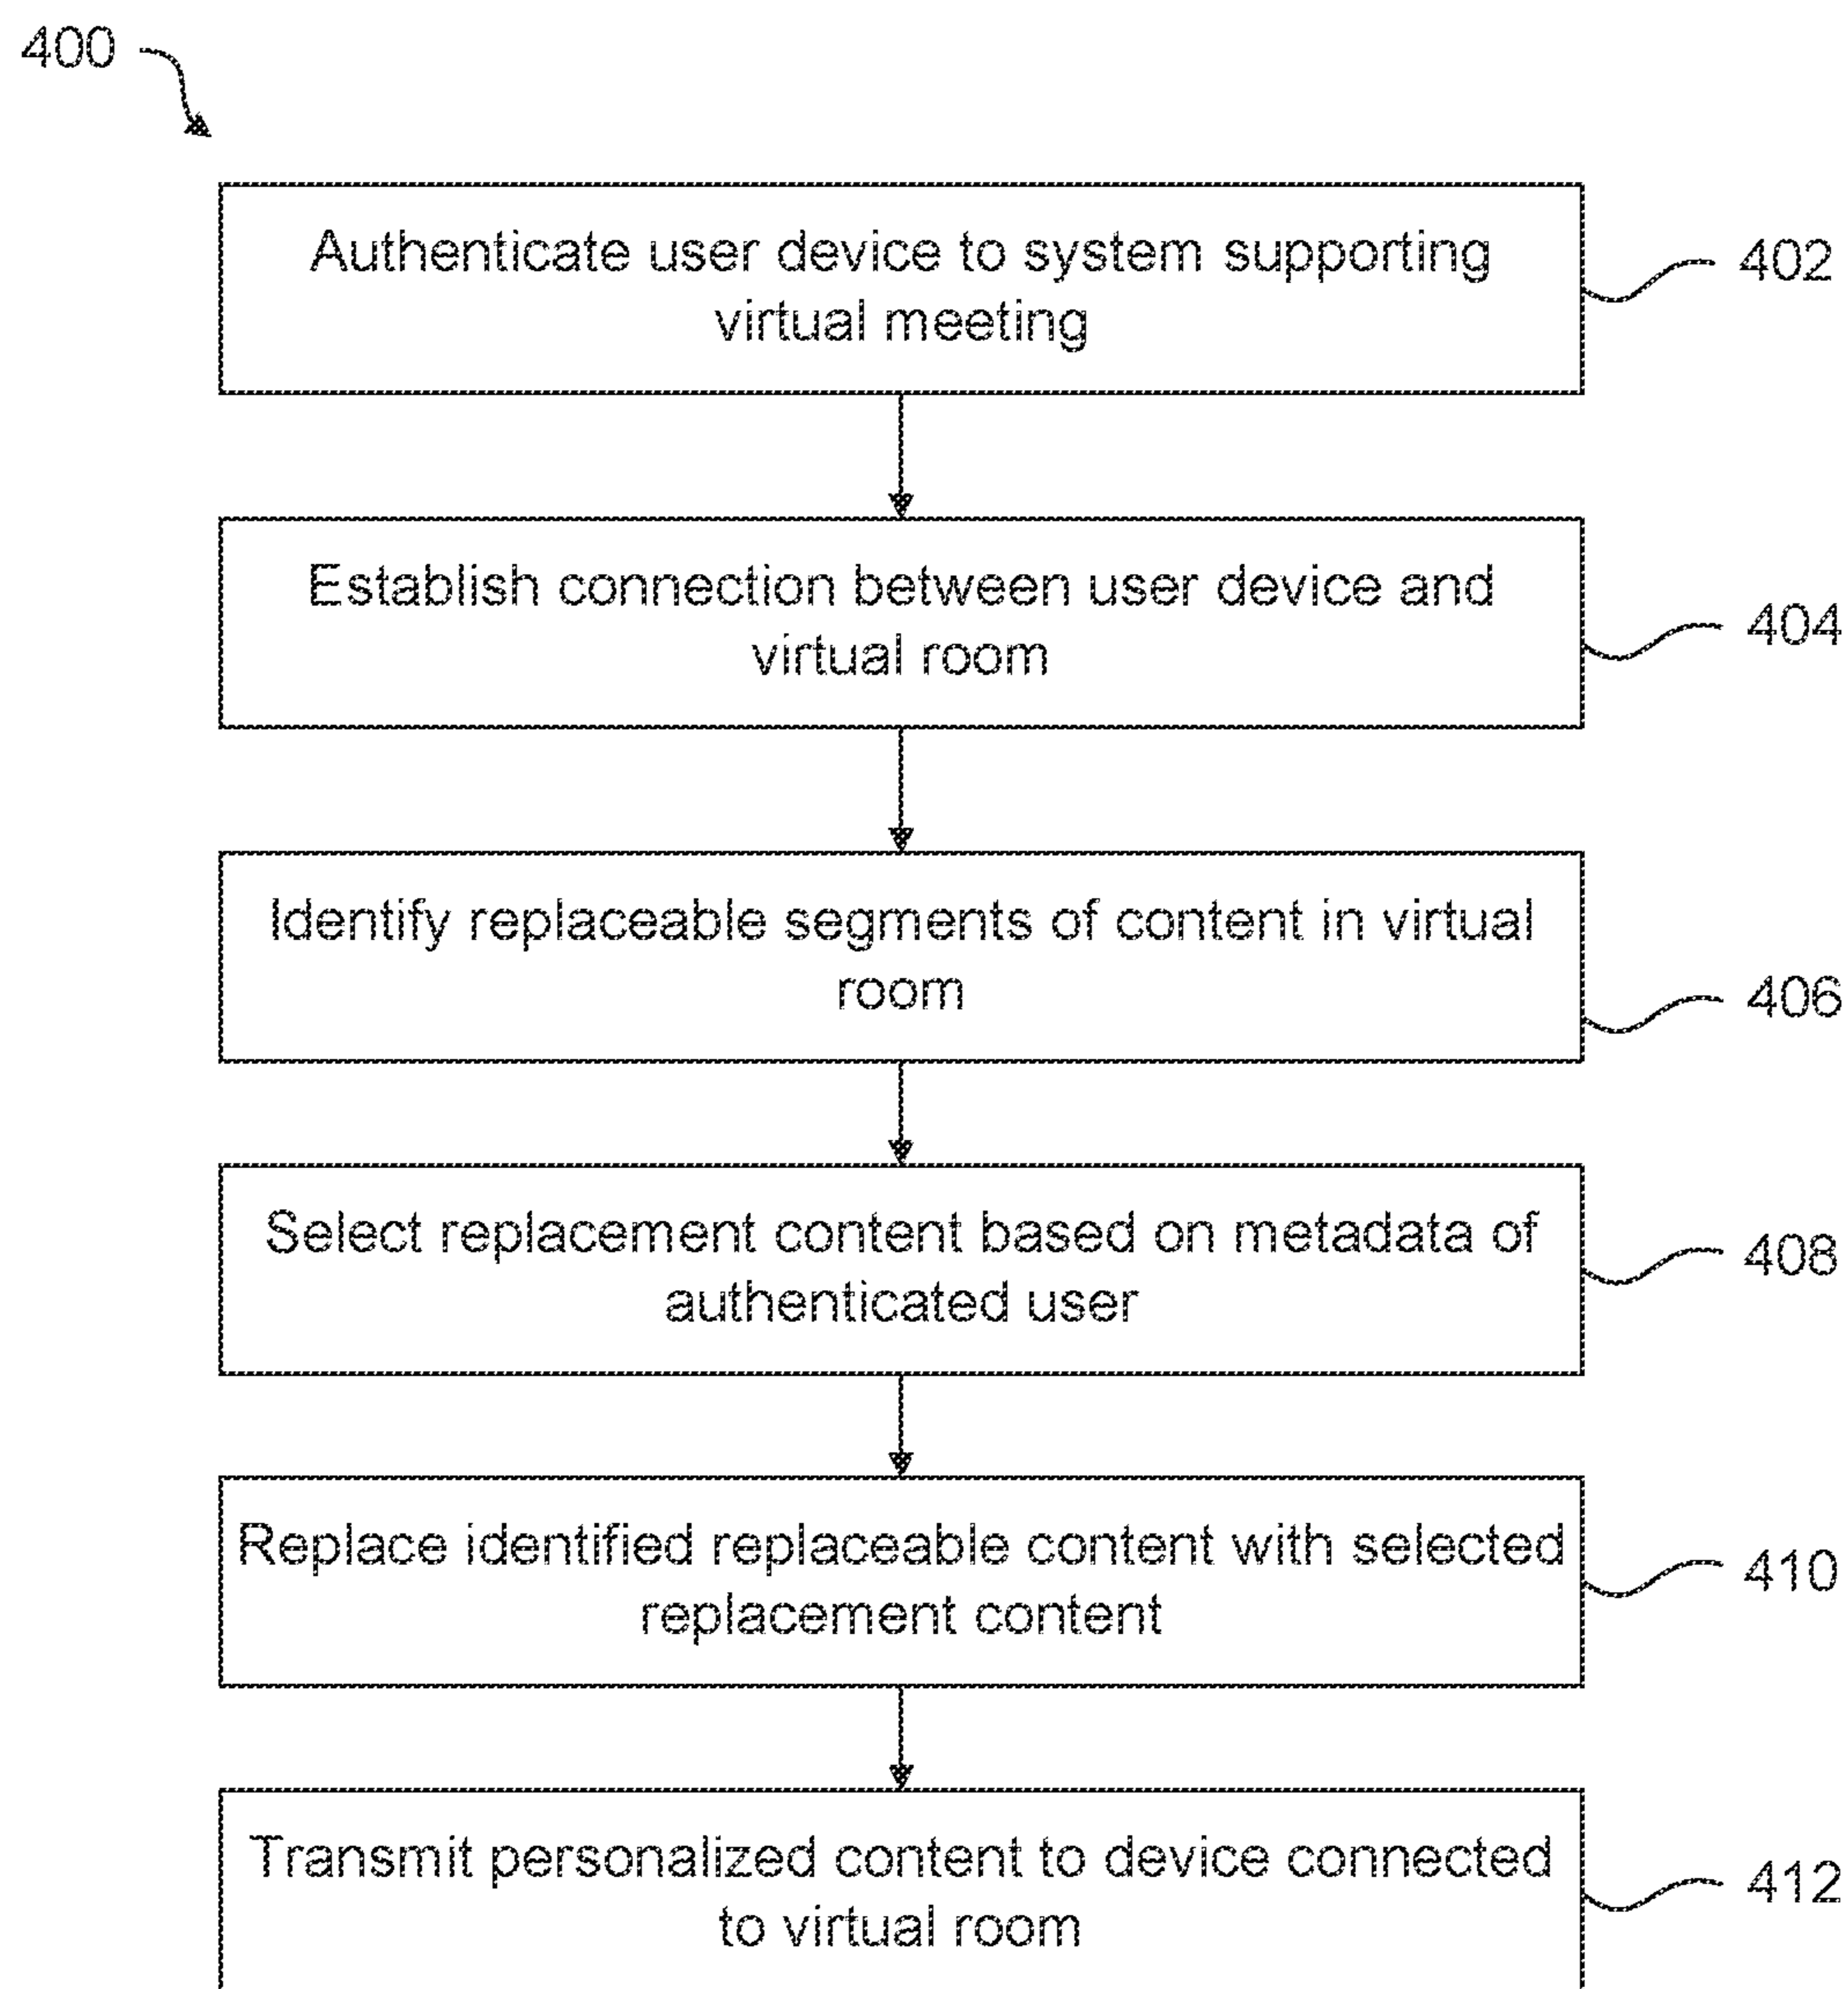 400
Authenticate user device to system supporting
virtual meeting
402
Establish connection between user device and
virtual room
404
Identify replaceable segments of content in virtual
room
406
Select replacement content based on metadata of
authenticated user
408
Replace identified replaceable content with selected
replacement content
410
Transmit personalized content to device connected
to virtual room
412